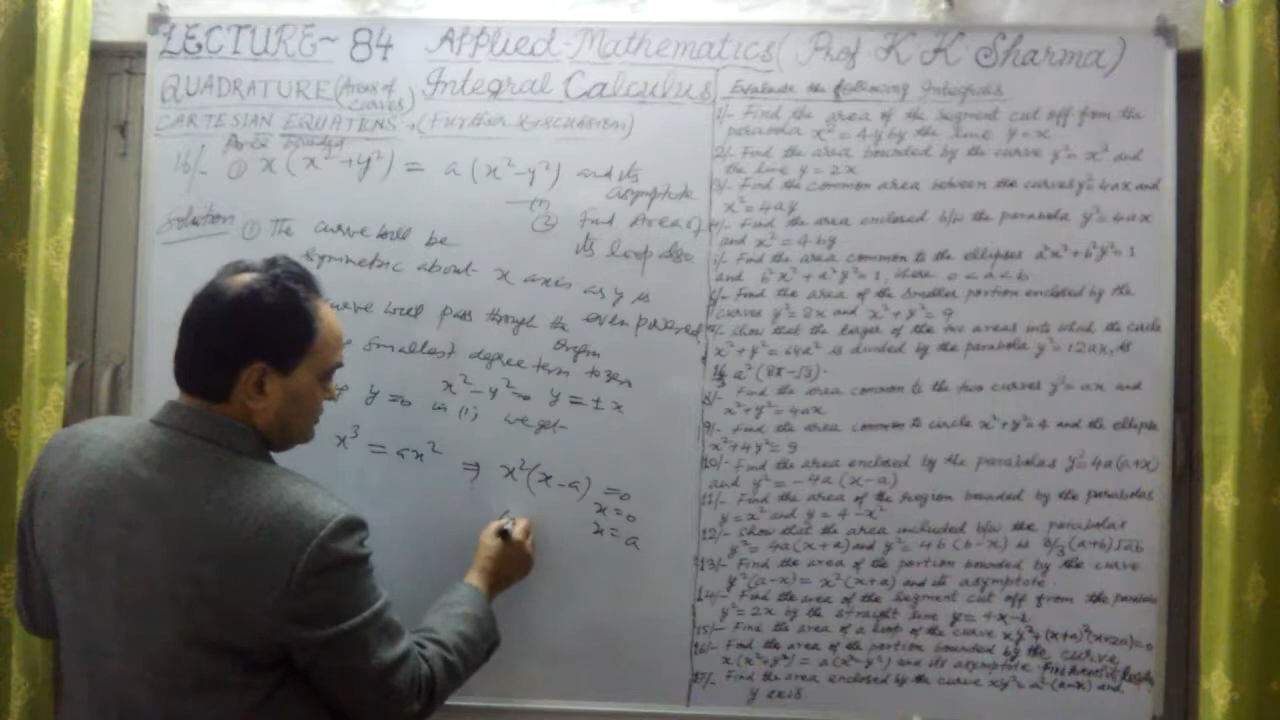 LECTURE~84 Applied-Mathematics (Prof K K Sharma)
QUADRATURE (Areas of curves) Integral Calculus
CARTESIAN EQUATIONS, (Further Discussion)
Area
16/- ① x(x²+y²) = a(x²-y²) and its
asymptote
② Find Area of
its loop also
Solution ① The curve will be
symmetric about x axis as y is
even powered
curve will pass through the
Origin
smallest degree term to zero
x²-y²=0 y=±x
y=0 in (1), we get
x³ = ax² ⇒ x²(x-a) =0
x=0
x=a
Evaluate the following Integrals
1/- Find the area of the segment cut off from the
parabola x²=4y by the line y=x
2/- Find the area bounded by the curve y²=x³ and
the line y=2x
3/- Find the common area between the curves y²=4ax and
x²=4ay
4/- Find the area enclosed b/w the parabola y²=4ax
and x²=4by
5/- Find the area common to the ellipses a²x²+b²y²=1
and b²x²+a²y²=1, where 0<a<b
6/- Find the area of the smaller portion enclosed by the
curves y²=8x and x²+y²=9
7/- Show that the larger of the two areas into which the circle
x²+y²=64a² is divided by the parabola y²=12ax, is
16/3 a²(8π-√3).
8/- Find the area common to the two curves y²=ax and
x²+y²=4ax
9/- Find the area common to circle x²+y²=4 and the ellipse
x²+4y²=9
10/- Find the area enclosed by the parabolas y²=4a(a+x)
and y²=-4a(x-a)
11/- Find the area of the region bounded by the parabolas
y=x² and y=4-x²
12/- Show that the area included b/w the parabolas
y²=4a(x+a) and y²=4b(b-x) is 8/3(a+b)√ab
13/- Find the area of the portion bounded by the curve
y²(a-x)=x²(x+a) and its asymptote.
14/- Find the area of the segment cut off from the parabola
y²=2x by the straight line y=4x-1
15/- Find the area of a loop of the curve xy²+(x+a)²(x+2a)=0
16/- Find the area of the portion bounded by the curve
x(x²+y²)=a(x²-y²) and its asymptote.
17/- Find the area enclosed by the curve xy²=a²(a-x) and
y axis.